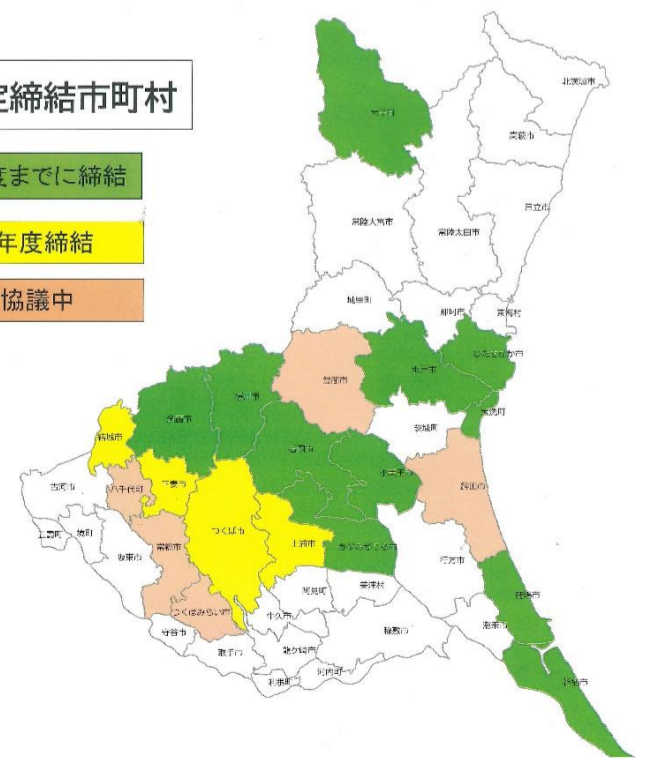 定締結市町村
度までに締結
年度締結
協議中
北茨城市
大子町
高萩市
日立市
常陸大宮市
常陸太田市
城里町
那珂市
東海村
ひたちなか市
水戸市
笠間市
大洗町
茨城町
桜川市
筑西市
結城市
石岡市
小美玉市
鉾田市
古河市
八千代町
下妻市
つくば市
土浦市
かすみがうら市
五霞町
境町
坂東市
常総市
行方市
阿見町
美浦村
鹿嶋市
つくばみらい市
牛久市
潮来市
稲敷市
守谷市
取手市
龍ケ崎市
河内町
利根町
神栖市